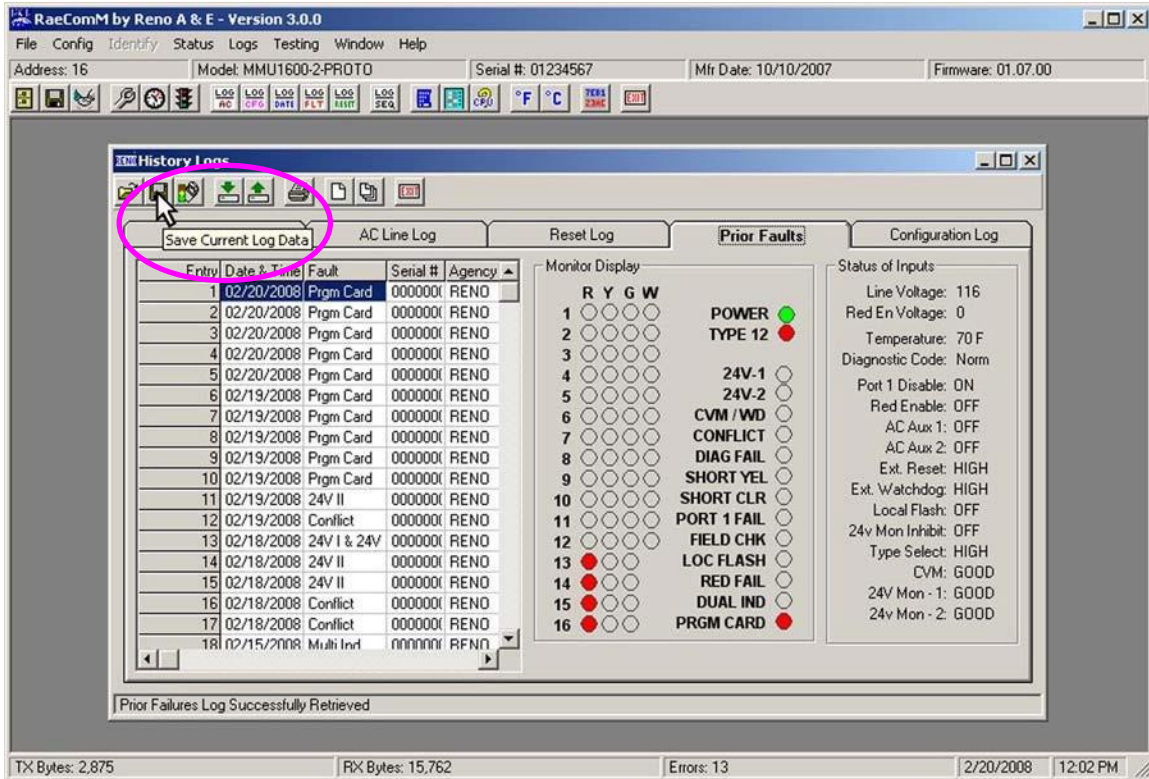 RaeComM by Reno A & E - Version 3.0.0
File Config Identify Status Logs Testing Window Help
Address: 16 Model: MMU1600-2-PROTO Serial #: 01234567 Mfr Date: 10/10/2007 Firmware: 01.07.00
LOG AC LOG CFG LOG DATE LOG FLT LOG RESET LOG SEQ CPU °F °C EXIT
RENO History Logs
EXIT
Save Current Log Data
AC Line Log Reset Log Prior Faults Configuration Log
Entry Date & Time Fault Serial # Agency
1 02/20/2008 Prgm Card 000000( RENO
2 02/20/2008 Prgm Card 000000( RENO
3 02/20/2008 Prgm Card 000000( RENO
4 02/20/2008 Prgm Card 000000( RENO
5 02/20/2008 Prgm Card 000000( RENO
6 02/19/2008 Prgm Card 000000( RENO
7 02/19/2008 Prgm Card 000000( RENO
8 02/19/2008 Prgm Card 000000( RENO
9 02/19/2008 Prgm Card 000000( RENO
10 02/19/2008 Prgm Card 000000( RENO
11 02/19/2008 24V II 000000( RENO
12 02/19/2008 Conflict 000000( RENO
13 02/18/2008 24V I & 24V 000000( RENO
14 02/18/2008 24V II 000000( RENO
15 02/18/2008 24V II 000000( RENO
16 02/18/2008 Conflict 000000( RENO
17 02/18/2008 Conflict 000000( RENO
18 02/15/2008 Multi Ind 000000( RENO
Monitor Display
R Y G W
1
2
3
4
5
6
7
8
9
10
11
12
13
14
15
16
POWER
TYPE 12
24V-1
24V-2
CVM / WD
CONFLICT
DIAG FAIL
SHORT YEL
SHORT CLR
PORT 1 FAIL
FIELD CHK
LOC FLASH
RED FAIL
DUAL IND
PRGM CARD
Status of Inputs
Line Voltage: 116
Red En Voltage: 0
Temperature: 70 F
Diagnostic Code: Norm
Port 1 Disable: ON
Red Enable: OFF
AC Aux 1: OFF
AC Aux 2: OFF
Ext. Reset: HIGH
Ext. Watchdog: HIGH
Local Flash: OFF
24v Mon Inhibit: OFF
Type Select: HIGH
CVM: GOOD
24V Mon - 1: GOOD
24v Mon - 2: GOOD
Prior Failures Log Successfully Retrieved
TX Bytes: 2,875 RX Bytes: 15,762 Errors: 13 2/20/2008 12:02 PM